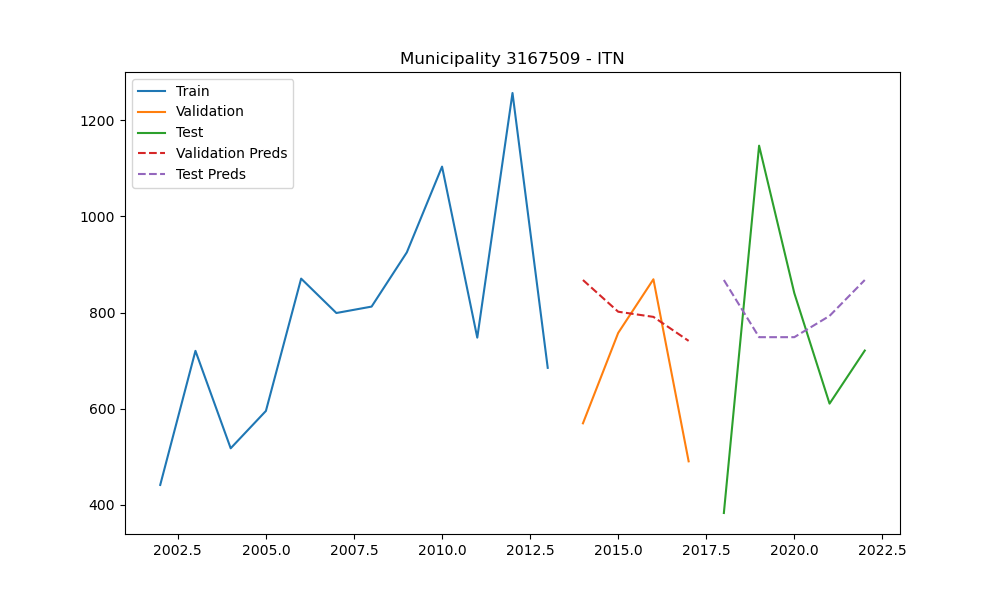 Municipality 3167509 - ITN
Train
Validation
Test
Validation Preds
Test Preds
1200
1000
800
600
400
2002.5 2005.0 2007.5 2010.0 2012.5 2015.0 2017.5 2020.0 2022.5